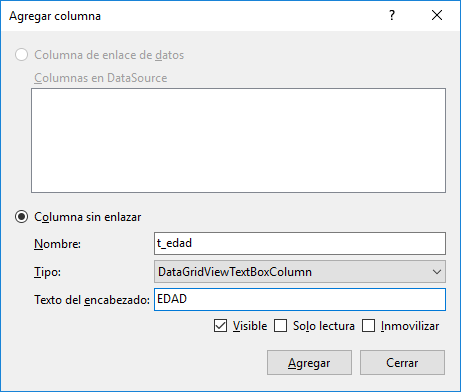 Agregar columna
Columna de enlace de datos
Columnas en DataSource
Columna sin enlazar
Nombre: t_edad
Tipo: DataGridViewTextBoxColumn
Texto del encabezado: EDAD
Visible Solo lectura Inmovilizar
Agregar Cerrar